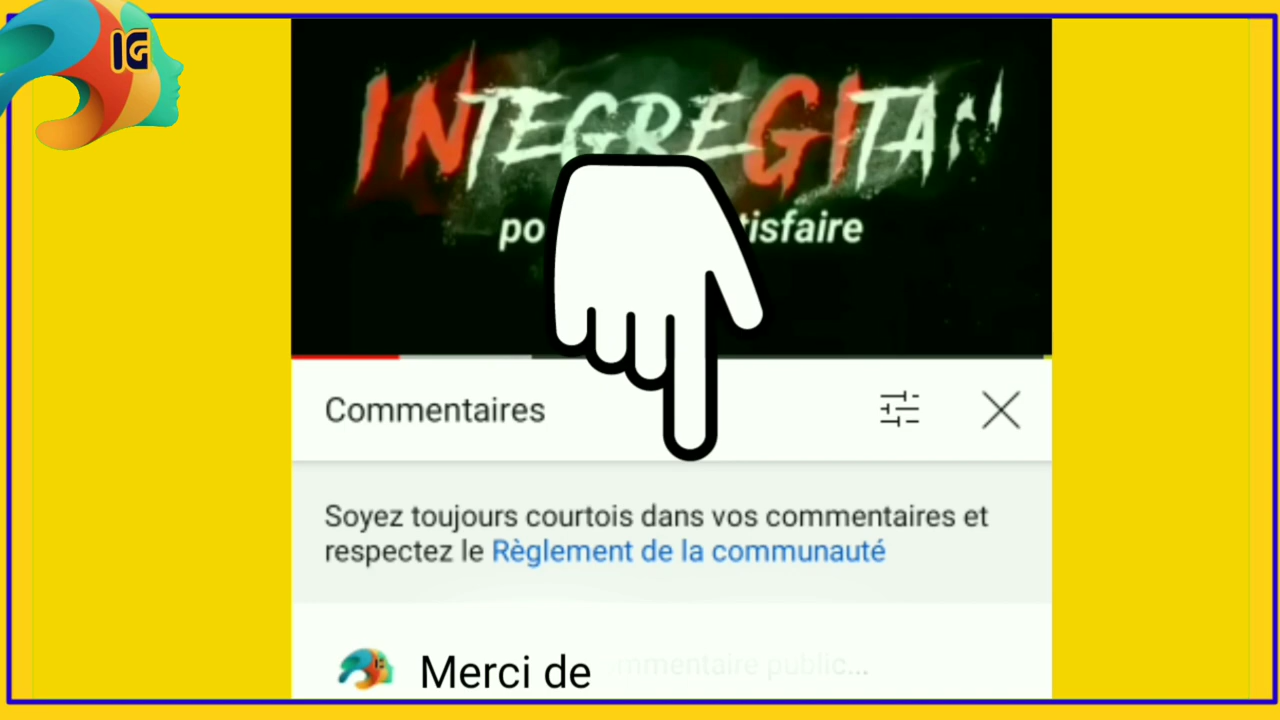 IG
INTEGREGITAN
po tisfaire
Commentaires
Soyez toujours courtois dans vos commentaires et
respectez le Règlement de la communauté
Merci de mmentaire public...